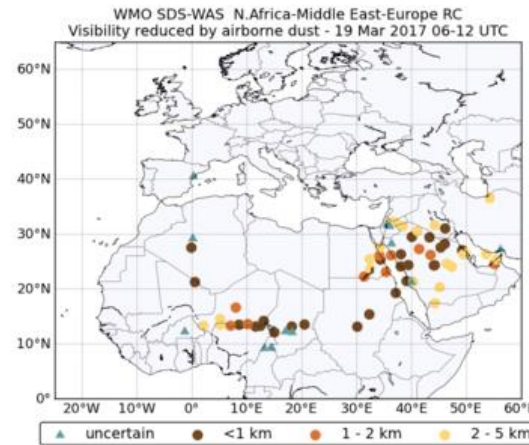 WMO SDS-WAS N.Africa-Middle East-Europe RC
Visibility reduced by airborne dust - 19 Mar 2017 06-12 UTC
60°N
50°N
40°N
30°N
20°N
10°N
0°
20°W 10°W 0° 10°E 20°E 30°E 40°E 50°E 60°E
uncertain <1 km 1 - 2 km 2 - 5 km